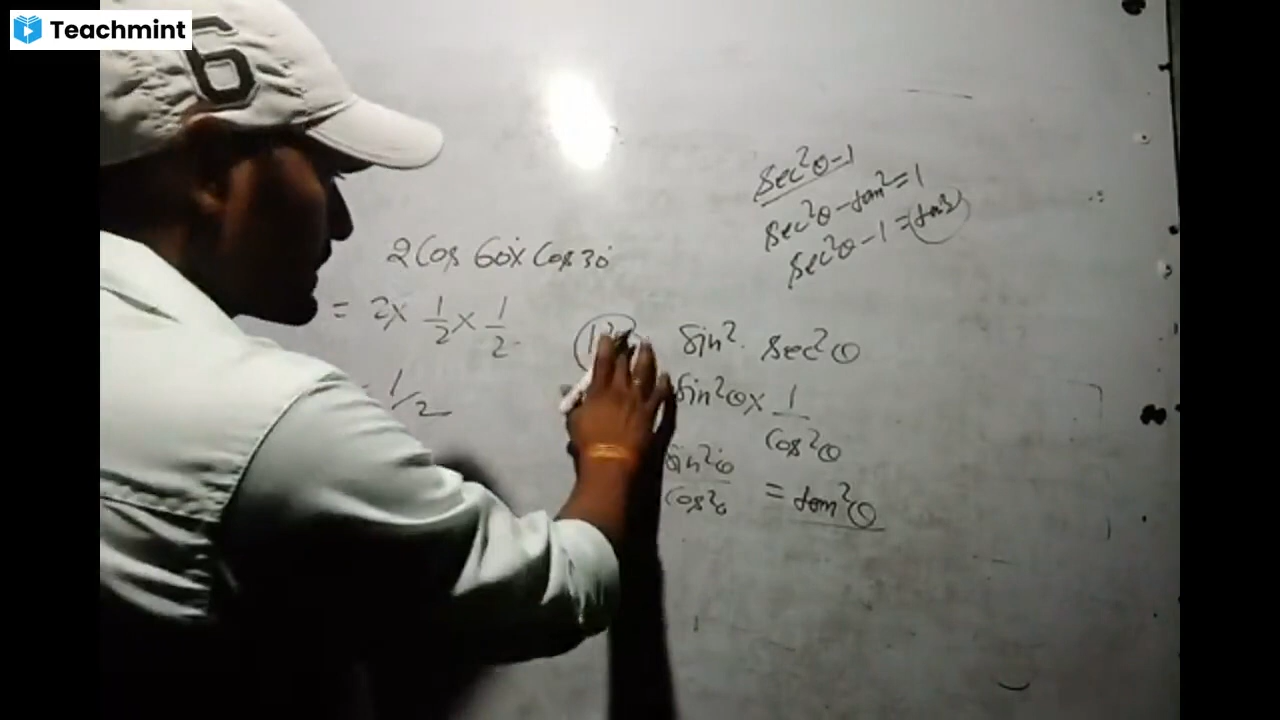 Teachmint
6
sec²θ-1
sec²θ-tan²=1
sec²θ-1=tan²
2Cos 60°× Cos 30°
= 2× 1/2 × 1/2
1/2
Sin². sec²θ
Sin²θ× 1/Cos²θ
Sin²θ/Cos²θ = tan²θ